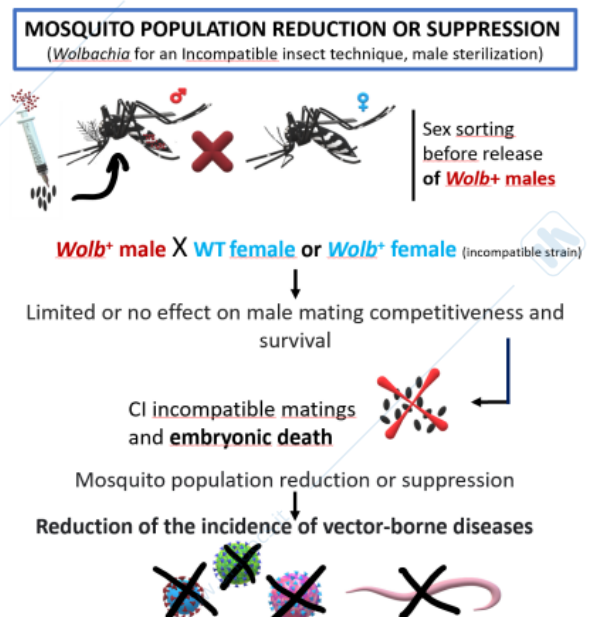 MOSQUITO POPULATION REDUCTION OR SUPPRESSION
(Wolbachia for an Incompatible insect technique, male sterilization)
♂
♀
Sex sorting
before release
of Wolb+ males
Wolb⁺ male X WT female or Wolb⁺ female (incompatible strain)
Limited or no effect on male mating competitiveness and
survival
CI incompatible matings
and embryonic death
Mosquito population reduction or suppression
Reduction of the incidence of vector-borne diseases